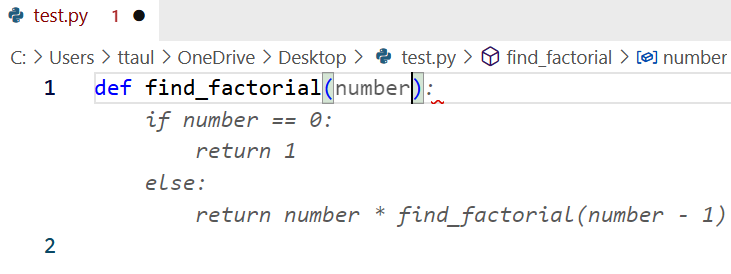 test.py 1
C: > Users > ttaul > OneDrive > Desktop > test.py > find_factorial > number
1 def find_factorial(number):
if number == 0:
return 1
else:
return number * find_factorial(number - 1)
2